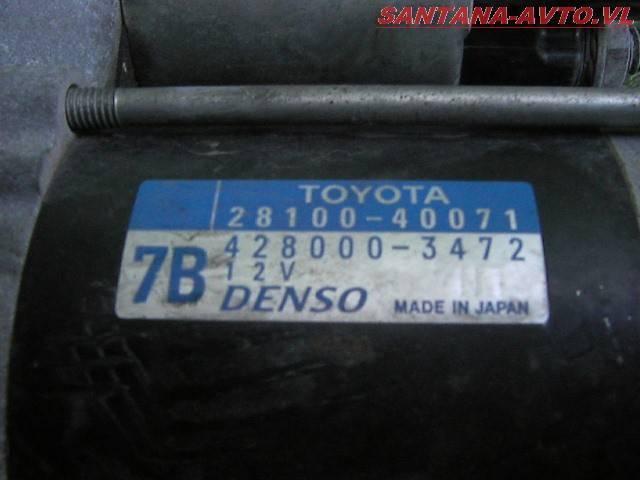 SANTANA-AVTO.VL
TOYOTA
28100-40071
7B
428000-3472
12V
DENSO MADE IN JAPAN